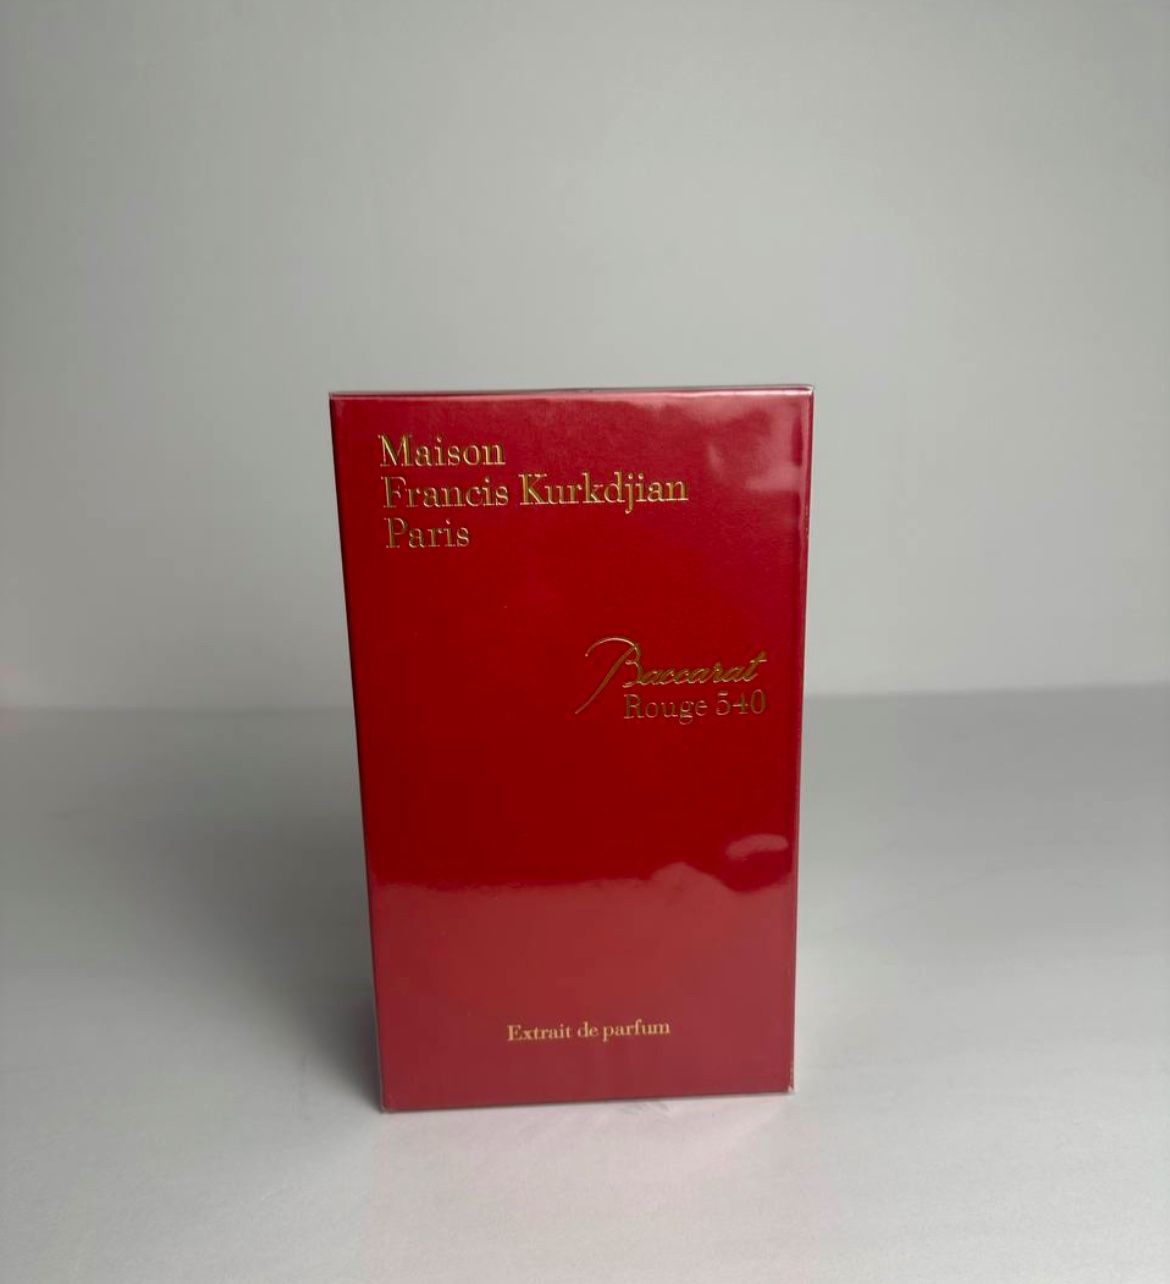 Maison
Francis Kurkdjian
Paris
Baccarat
Rouge 540
Extrait de parfum